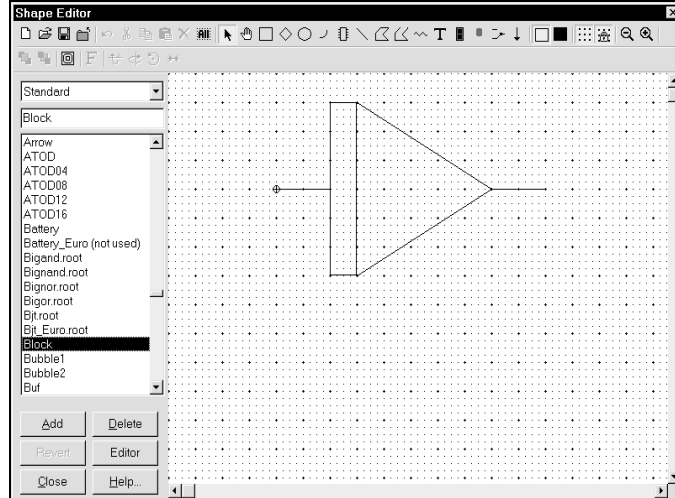 Shape Editor
T
F
Standard
Block
Arrow
ATOD
ATOD04
ATOD08
ATOD12
ATOD16
Battery
Battery_Euro (not used)
Bigand.root
Bignand.root
Bignor.root
Bigor.root
Bjt.root
Bjt_Euro.root
Block
Bubble1
Bubble2
Buf
Add Delete
Revert Editor
Close Help...